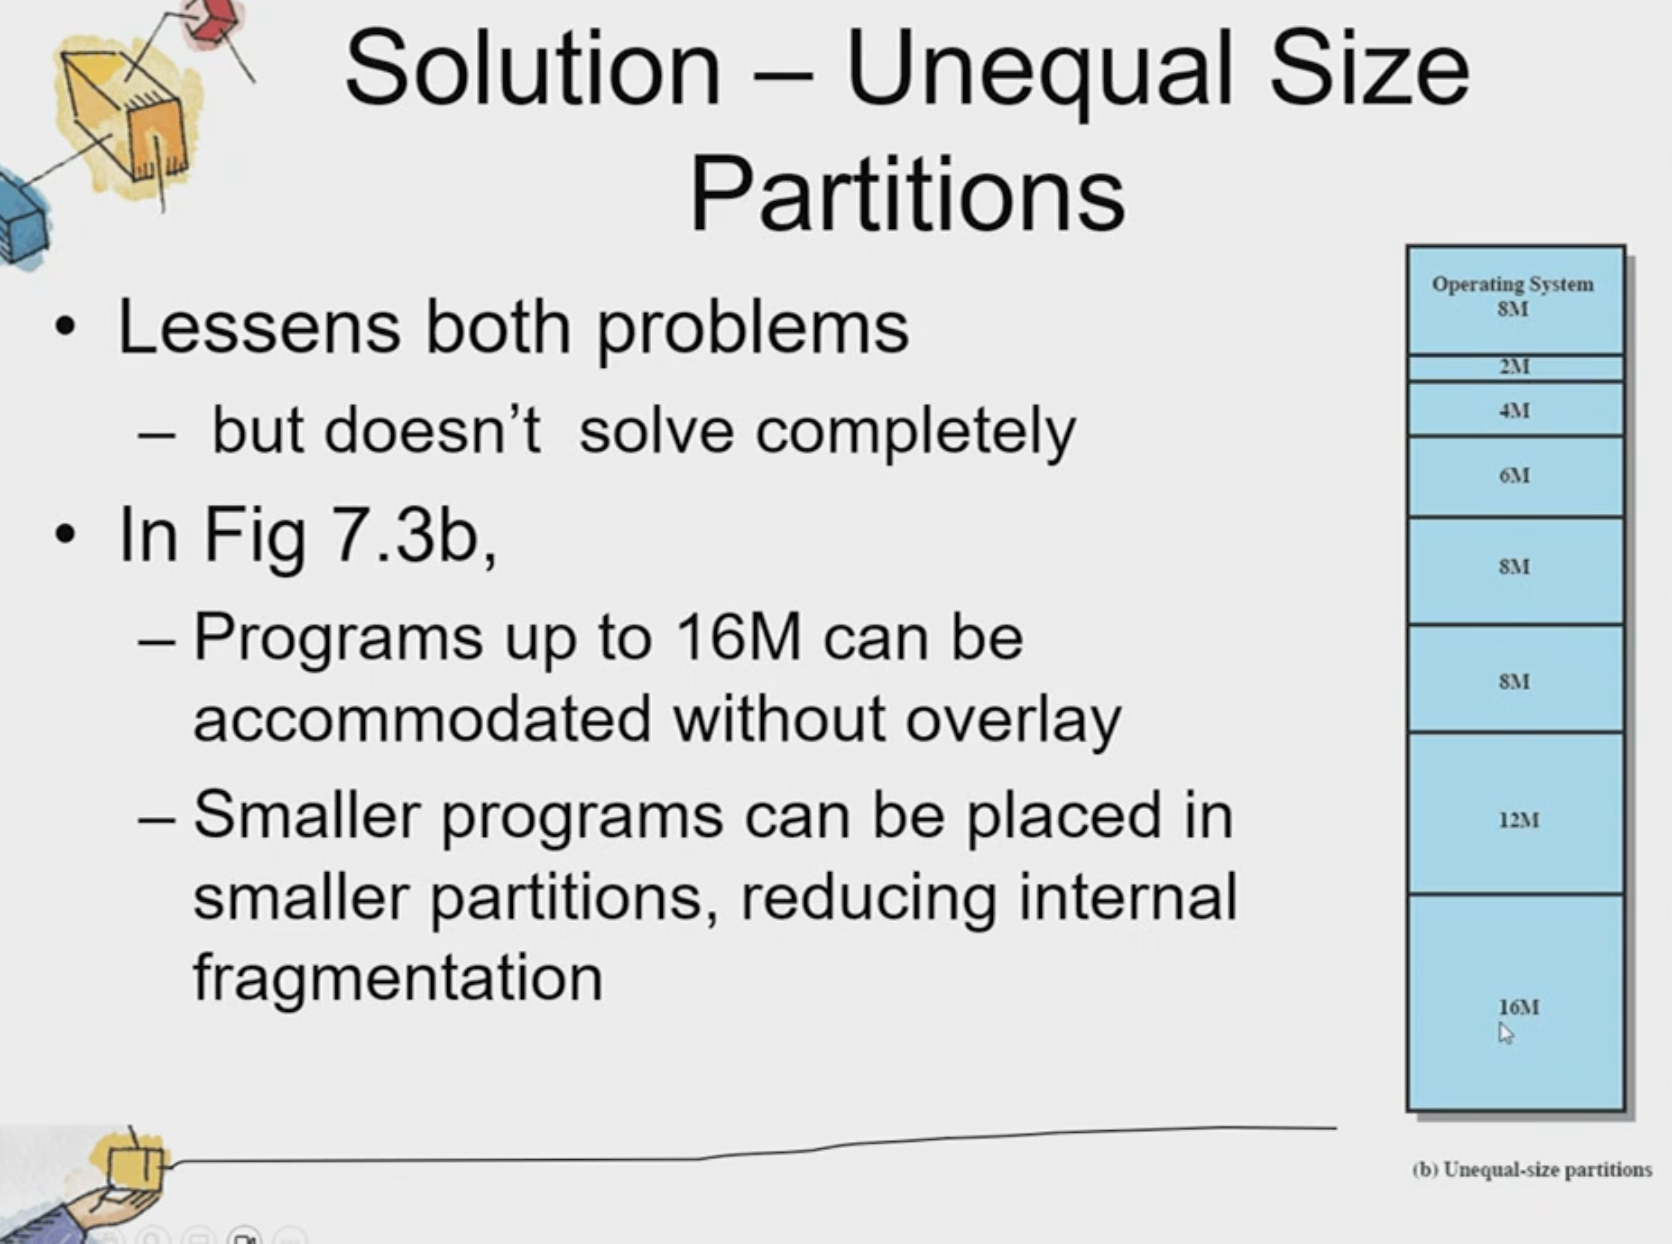 Solution – Unequal Size
Partitions
• Lessens both problems
– but doesn’t  solve completely
• In Fig 7.3b,
– Programs up to 16M can be
accommodated without overlay
– Smaller programs can be placed in
smaller partitions, reducing internal
fragmentation
Operating System
8M
2M
4M
6M
8M
8M
12M
16M
(b) Unequal-size partitions